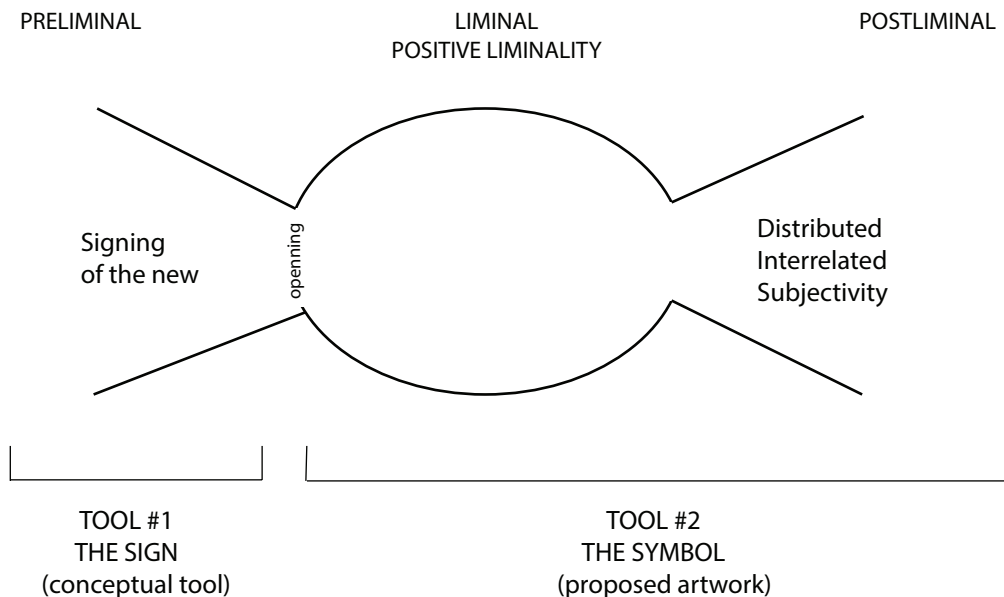 PRELIMINAL
LIMINAL
POSITIVE LIMINALITY
POSTLIMINAL
Signing
of the new
openning
Distributed
Interrelated
Subjectivity
TOOL #1
THE SIGN
(conceptual tool)
TOOL #2
THE SYMBOL
(proposed artwork)